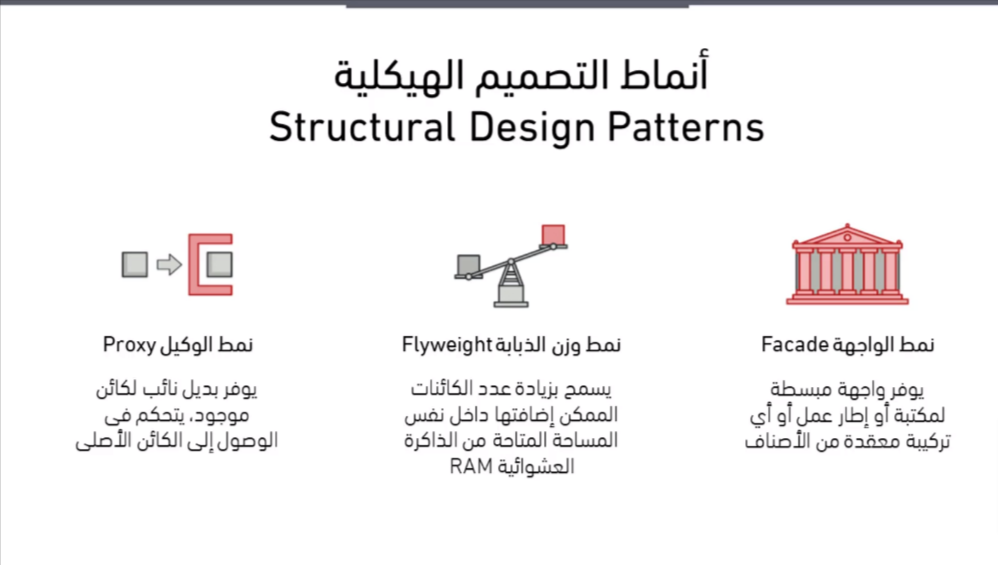 أنماط التصميم الهيكلية
Structural Design Patterns
نمط الواجهة Facade
يوفر واجهة مبسطة
لمكتبة أو إطار عمل أو أي
تركيبة معقدة من الأصناف
نمط وزن الذبابة Flyweight
يسمح بزيادة عدد الكائنات
الممكن إضافتها داخل نفس
المساحة المتاحة من الذاكرة
العشوائية RAM
نمط الوكيل Proxy
يوفر بديل نائب لكائن
موجود، يتحكم فى
الوصول إلى الكائن الأصلى